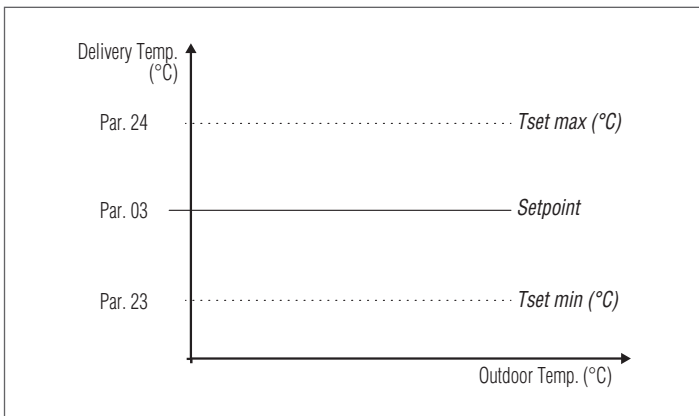 Delivery Temp.
(°C)
Par. 24
Tset max (°C)
Par. 03
Setpoint
Par. 23
Tset min (°C)
Outdoor Temp. (°C)